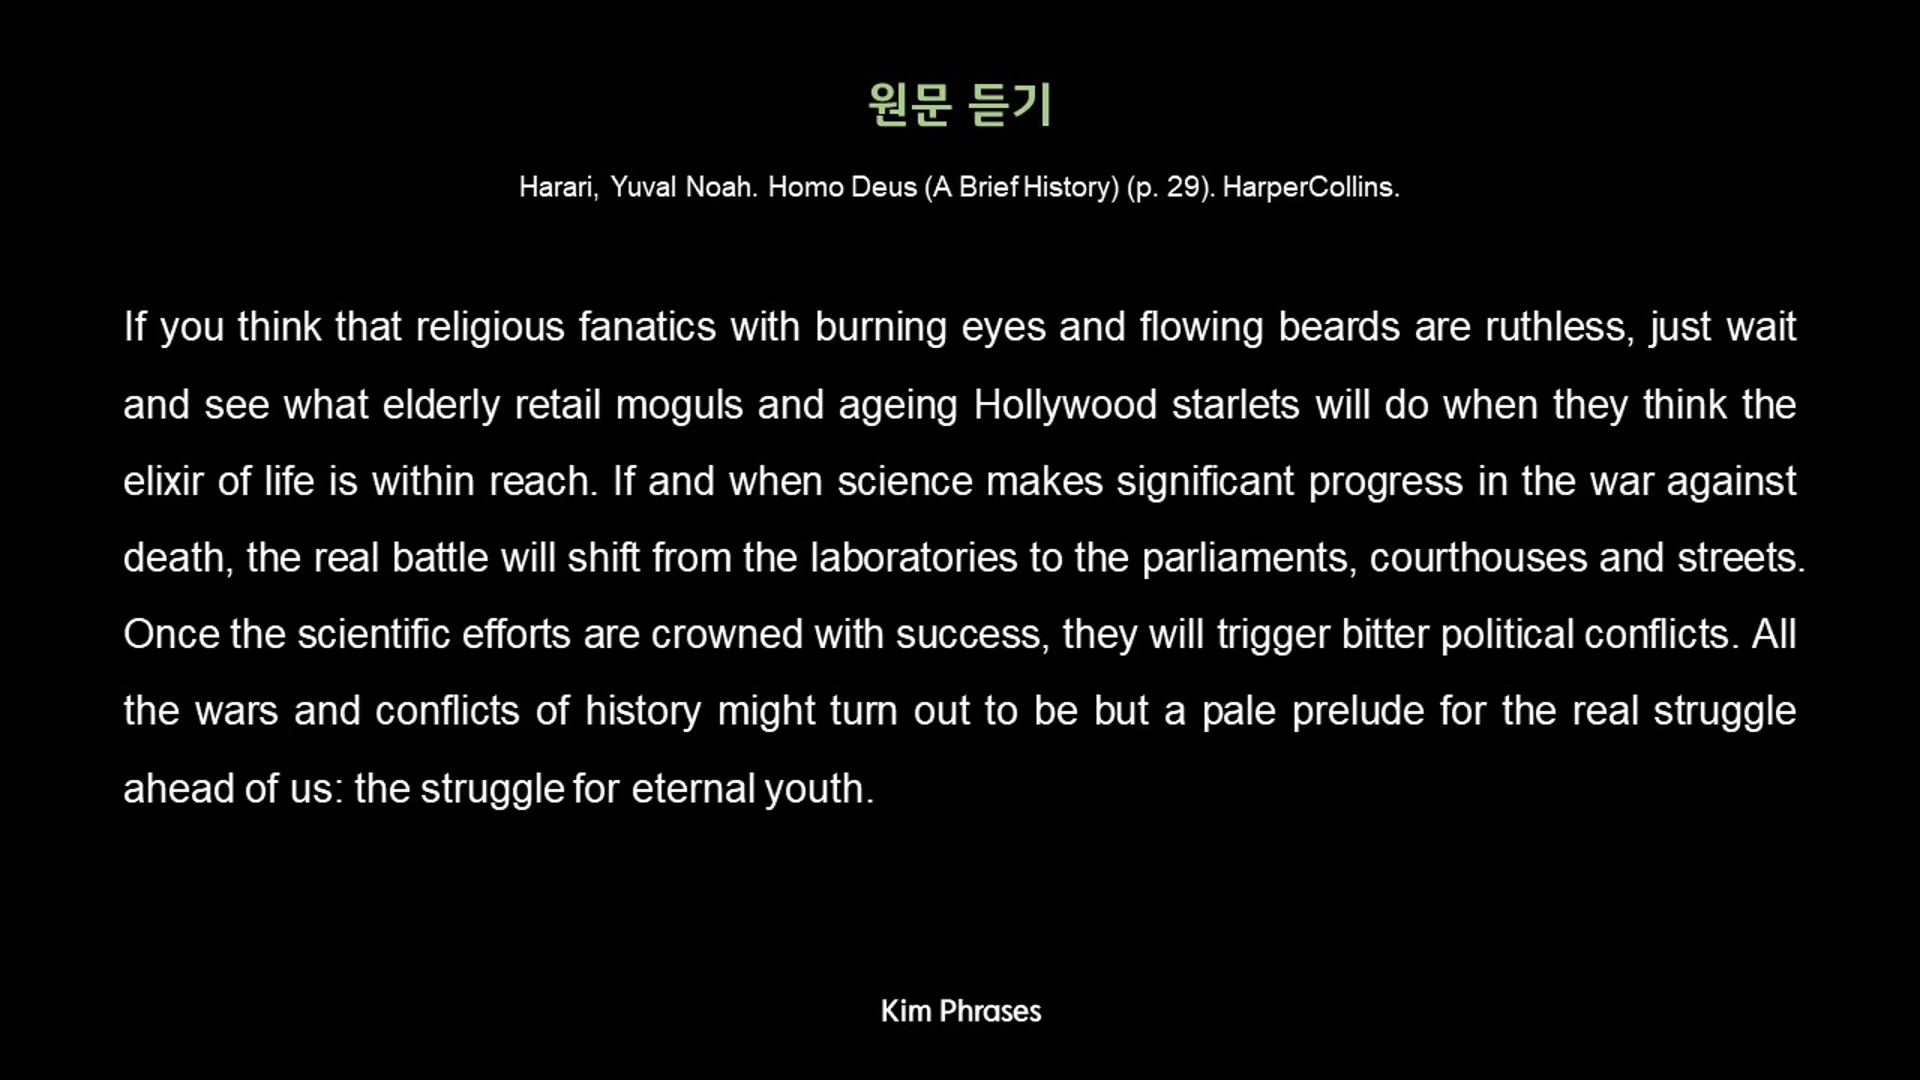 원문 듣기
Harari, Yuval Noah. Homo Deus (A Brief History) (p. 29). HarperCollins.
If you think that religious fanatics with burning eyes and flowing beards are ruthless, just wait
and see what elderly retail moguls and ageing Hollywood starlets will do when they think the
elixir of life is within reach. If and when science makes significant progress in the war against
death, the real battle will shift from the laboratories to the parliaments, courthouses and streets.
Once the scientific efforts are crowned with success, they will trigger bitter political conflicts. All
the wars and conflicts of history might turn out to be but a pale prelude for the real struggle
ahead of us: the struggle for eternal youth.
Kim Phrases